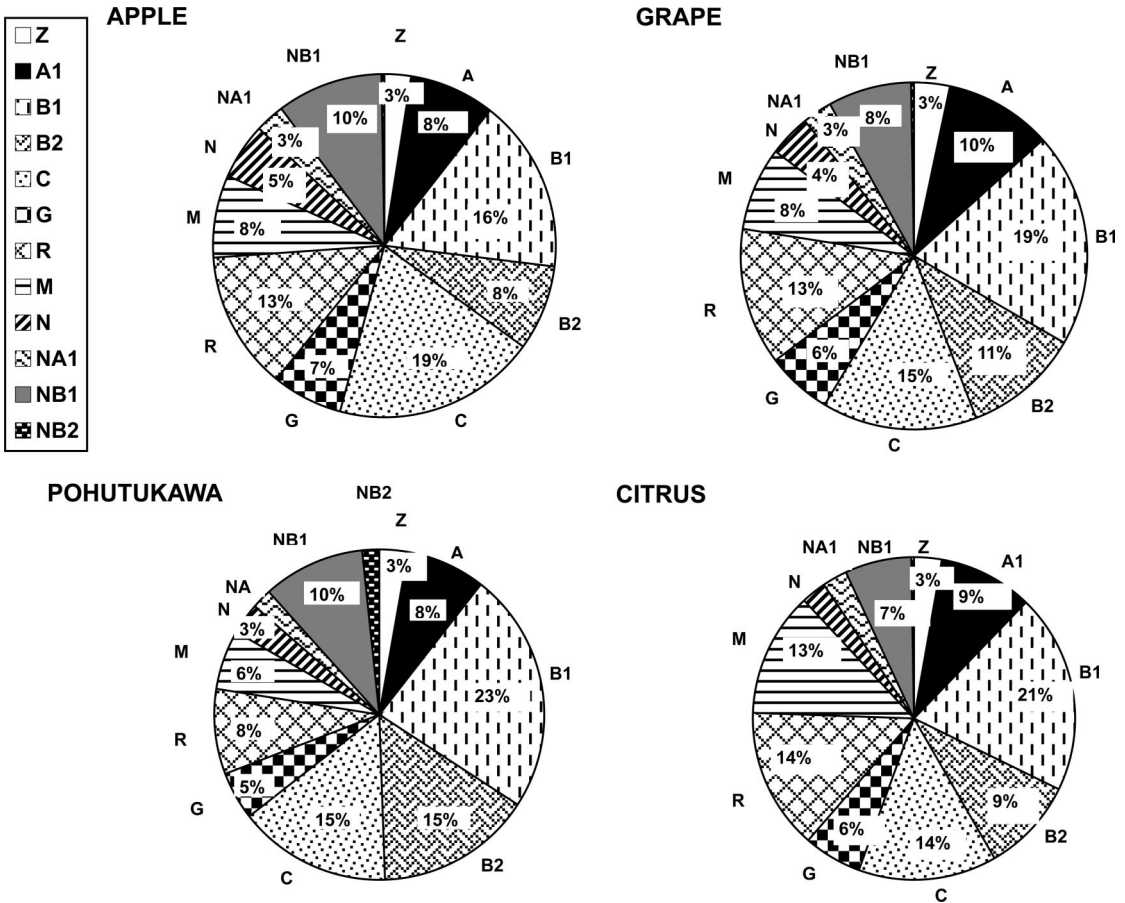 APPLE
GRAPE
Z
A1
B1
B2
C
G
R
M
N
NA1
NB1
NB2
Z
A
B1
B2
C
G
R
M
N
NA1
NB1
3%
8%
16%
8%
19%
7%
13%
8%
5%
3%
10%
Z
A
B1
B2
C
G
R
M
N
NA1
NB1
3%
10%
19%
11%
15%
6%
13%
8%
4%
3%
8%
POHUTUKAWA
CITRUS
NB2
Z
A
B1
B2
C
G
R
M
N
NA
NB1
3%
8%
23%
15%
15%
5%
8%
6%
3%
10%
Z
A1
B1
B2
C
G
R
M
N
NA1
NB1
3%
9%
21%
9%
14%
6%
14%
13%
7%